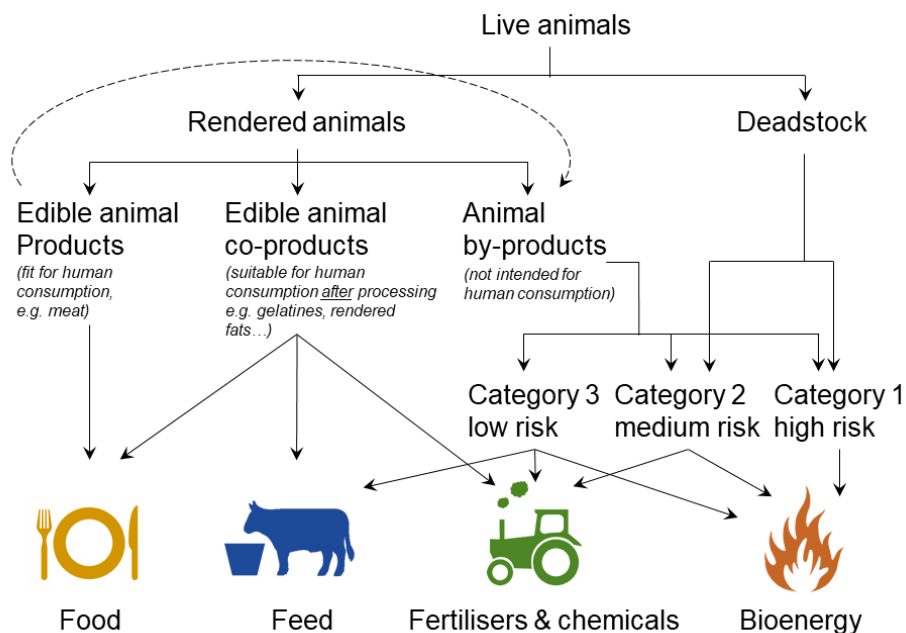 Live animals
Rendered animals
Deadstock
Edible animal
Products
(fit for human
consumption,
e.g. meat)
Edible animal
co-products
(suitable for human
consumption after processing
e.g. gelatines, rendered
fats…)
Animal
by-products
(not intended for
human consumption)
Category 3
low risk
Category 2
medium risk
Category 1
high risk
Food
Feed
Fertilisers & chemicals
Bioenergy